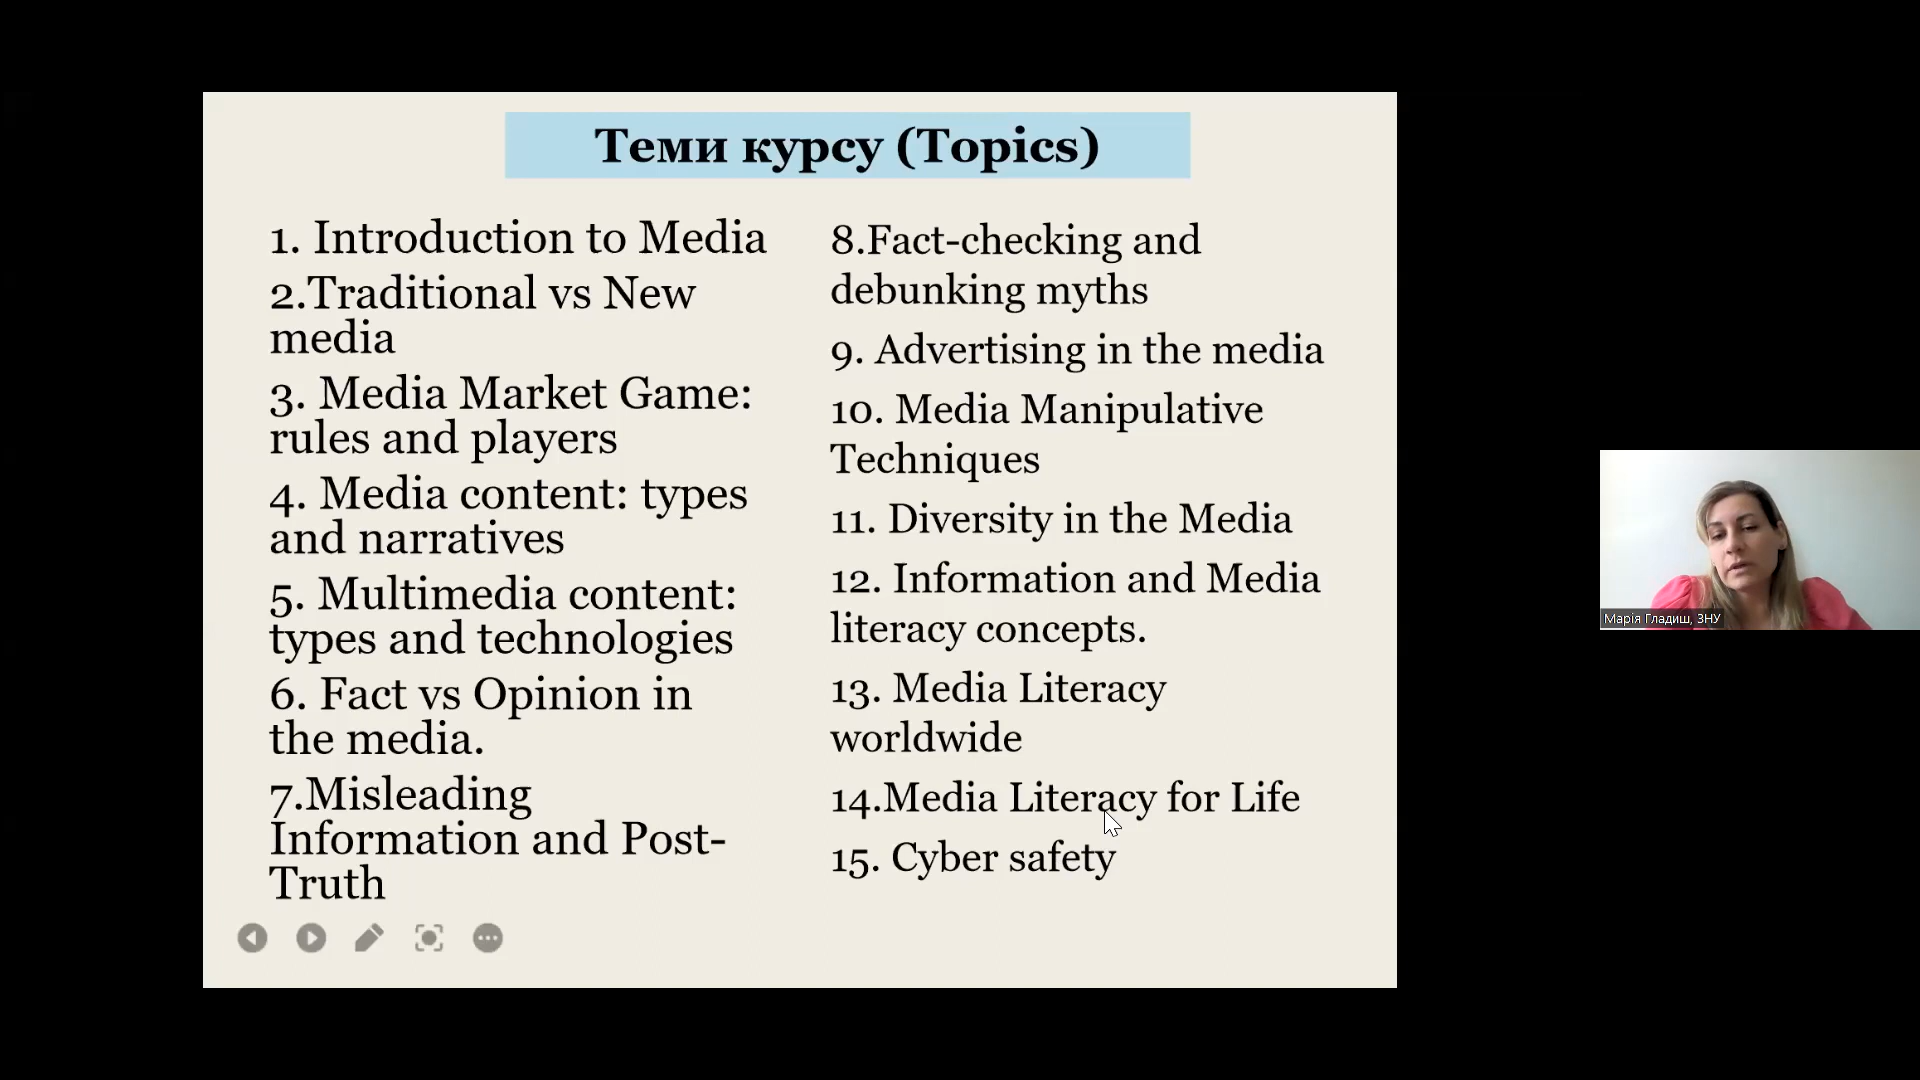 Теми курсу (Topics)
1. Introduction to Media
2.Traditional vs New
media
3. Media Market Game:
rules and players
4. Media content: types
and narratives
5. Multimedia content:
types and technologies
6. Fact vs Opinion in
the media.
7.Misleading
Information and Post-
Truth
8.Fact-checking and
debunking myths
9. Advertising in the media
10. Media Manipulative
Techniques
11. Diversity in the Media
12. Information and Media
literacy concepts.
13. Media Literacy
worldwide
14.Media Literacy for Life
15. Cyber safety
Марія Гладиш, ЗНУ